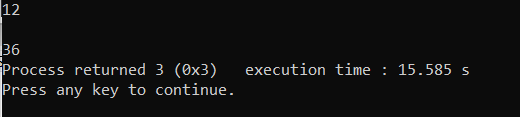 12
36
Process returned 3 (0x3)   execution time : 15.585 s
Press any key to continue.